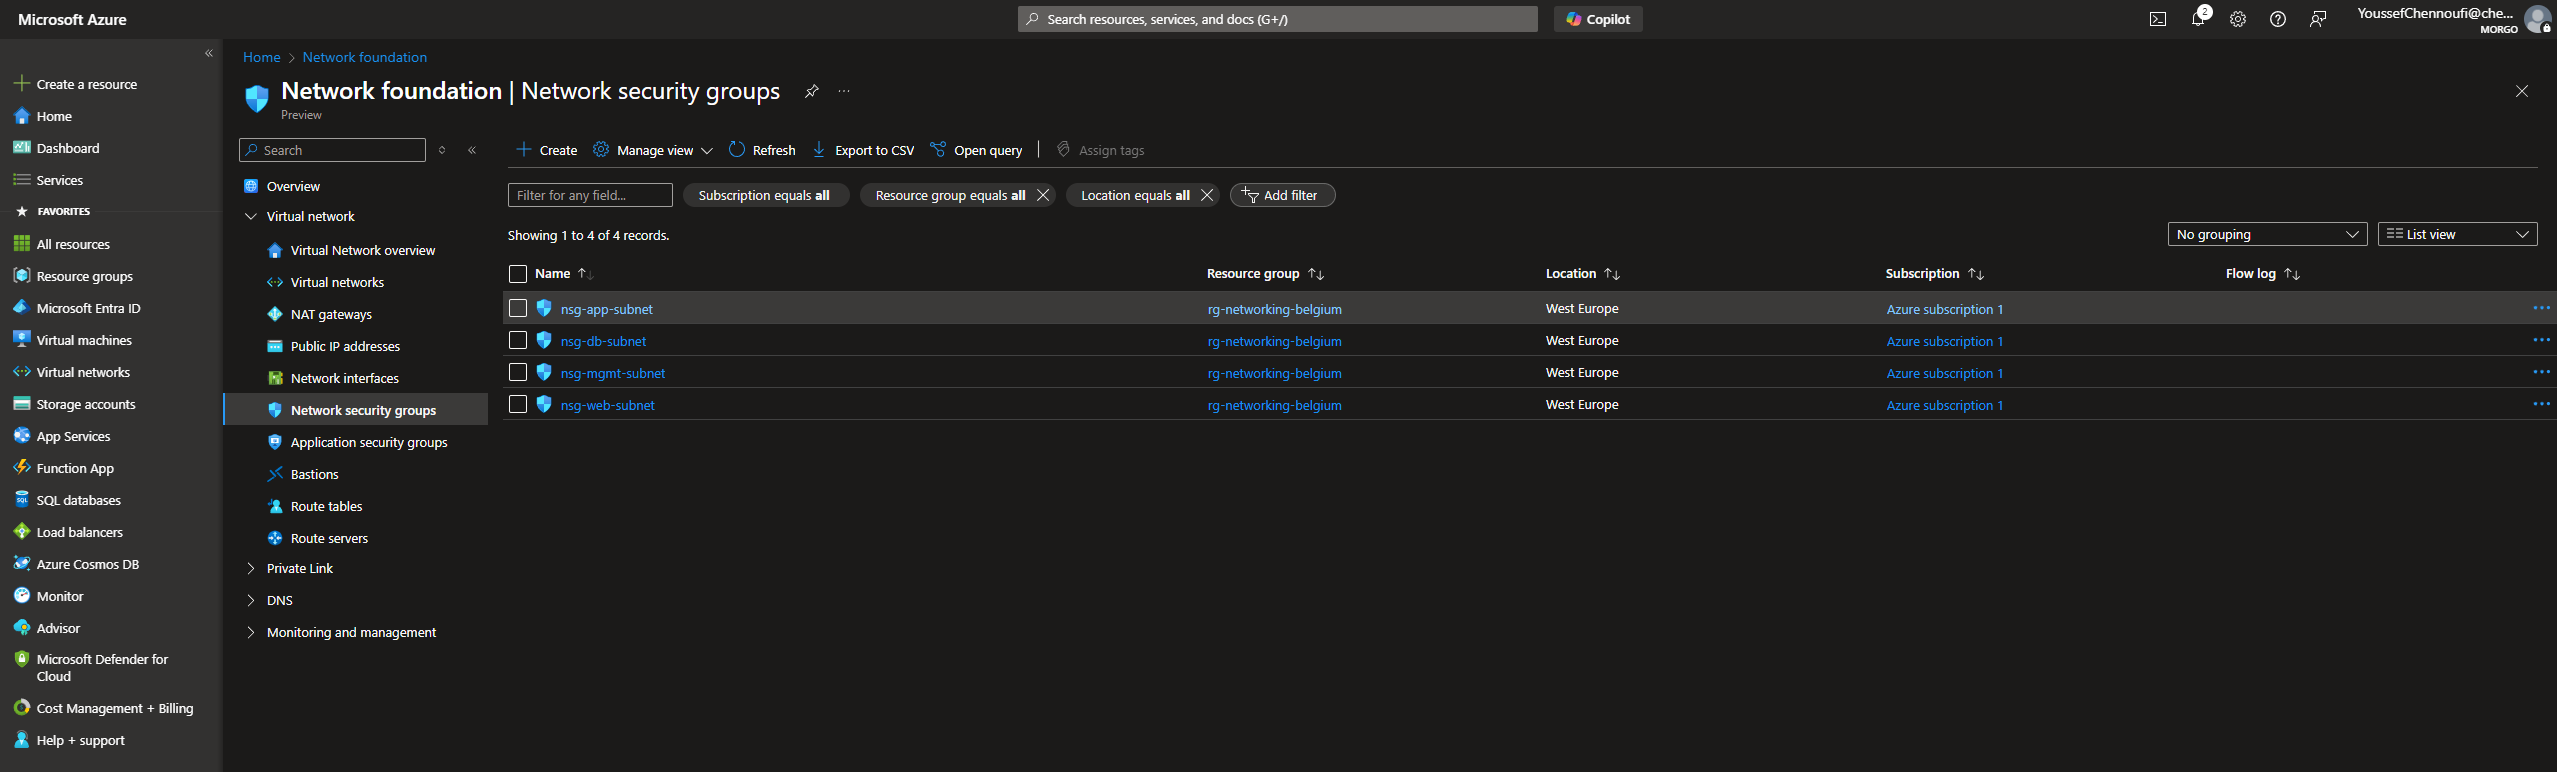 Microsoft Azure
Search resources, services, and docs (G+/)
Copilot
2
YoussefChennoufi@che...
MORGO
Create a resource
Home
Dashboard
Services
FAVORITES
All resources
Resource groups
Microsoft Entra ID
Virtual machines
Virtual networks
Storage accounts
App Services
Function App
SQL databases
Load balancers
Azure Cosmos DB
Monitor
Advisor
Microsoft Defender for
Cloud
Cost Management + Billing
Help + support
Home > Network foundation
Network foundation | Network security groups
Preview
Search
Overview
Virtual network
Virtual Network overview
Virtual networks
NAT gateways
Public IP addresses
Network interfaces
Network security groups
Application security groups
Bastions
Route tables
Route servers
Private Link
DNS
Monitoring and management
Create Manage view Refresh Export to CSV Open query | Assign tags
Filter for any field... Subscription equals all Resource group equals all Location equals all Add filter
Showing 1 to 4 of 4 records.
No grouping List view
Name Resource group Location Subscription Flow log
nsg-app-subnet rg-networking-belgium West Europe Azure subscription 1
nsg-db-subnet rg-networking-belgium West Europe Azure subscription 1
nsg-mgmt-subnet rg-networking-belgium West Europe Azure subscription 1
nsg-web-subnet rg-networking-belgium West Europe Azure subscription 1